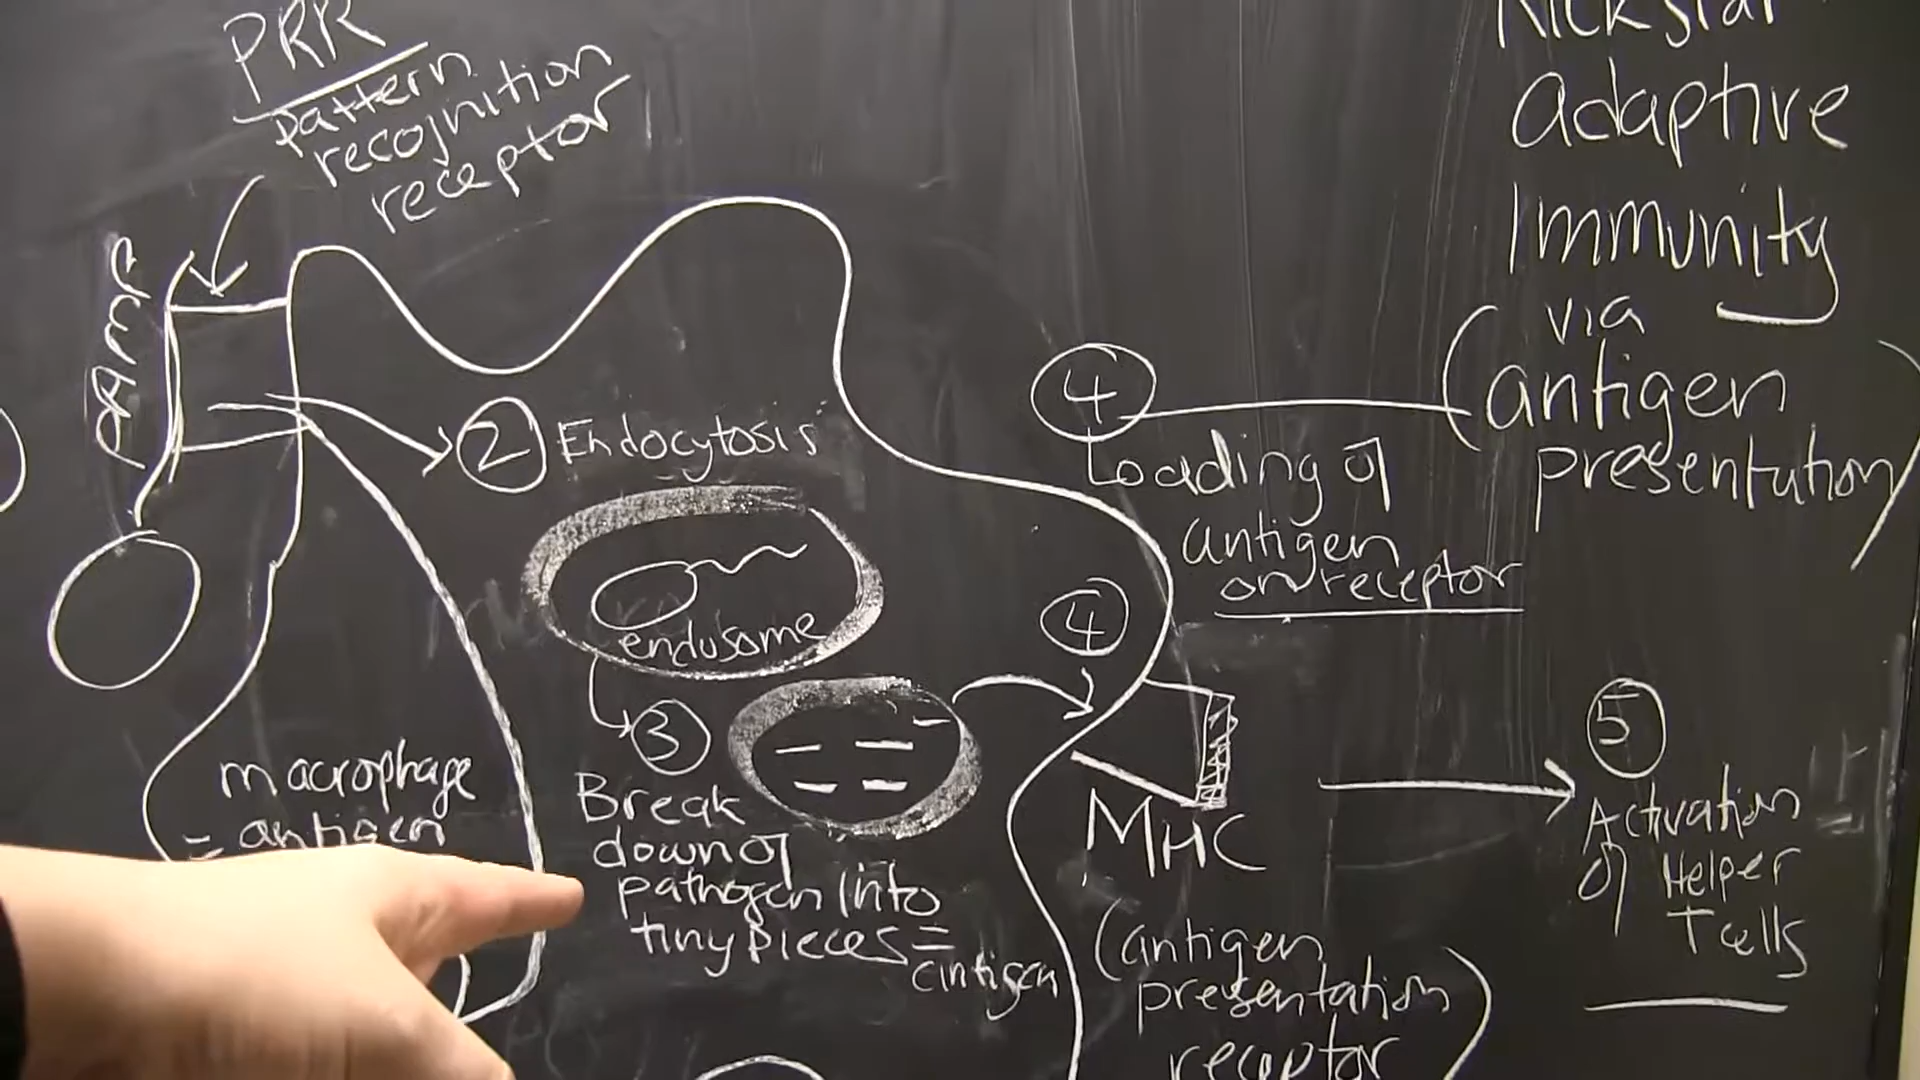 PRR
pattern
recognition
receptor
PAMP
Kickstar
Adaptive
Immunity
via
(antigen
presentation)
② Endocytosis
endosome
④
Loading of
antigen
on receptor
④
③
Break
down of
pathogen into
tiny pieces =
antigen
macrophage
= antigen
MHC
(antigen
presentation
receptor)
⑤
Activation
of Helper
T cells